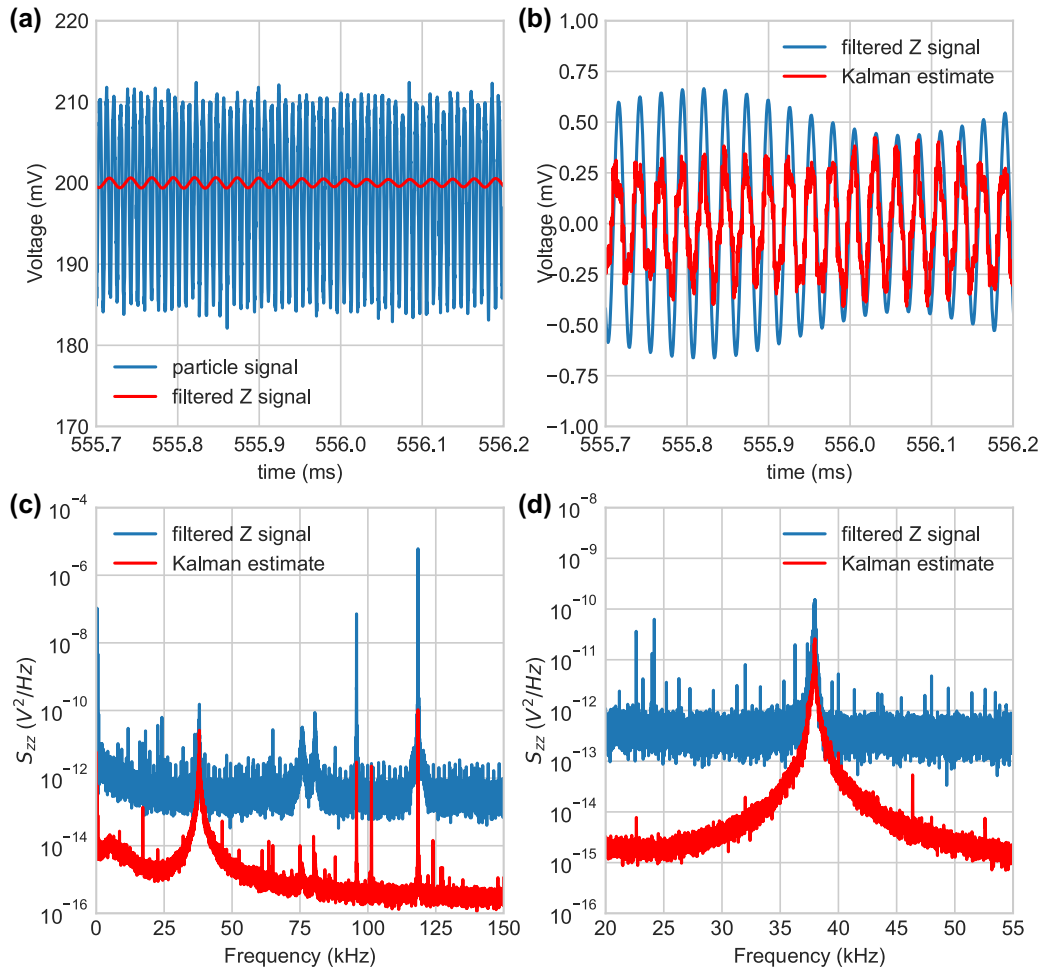 (a)
220
210
200
190
180
170
Voltage (mV)
particle signal
filtered Z signal
555.7 555.8 555.9 556.0 556.1 556.2
time (ms)
(b)
1.00
0.75
0.50
0.25
0.00
−0.25
−0.50
−0.75
−1.00
Voltage (mV)
filtered Z signal
Kalman estimate
555.7 555.8 555.9 556.0 556.1 556.2
time (ms)
(c)
10⁻⁴
10⁻⁶
10⁻⁸
10⁻¹⁰
10⁻¹²
10⁻¹⁴
10⁻¹⁶
S_zz (V²/Hz)
filtered Z signal
Kalman estimate
0 25 50 75 100 125 150
Frequency (kHz)
(d)
10⁻⁸
10⁻⁹
10⁻¹⁰
10⁻¹¹
10⁻¹²
10⁻¹³
10⁻¹⁴
10⁻¹⁵
10⁻¹⁶
S_zz (V²/Hz)
filtered Z signal
Kalman estimate
20 25 30 35 40 45 50 55
Frequency (kHz)